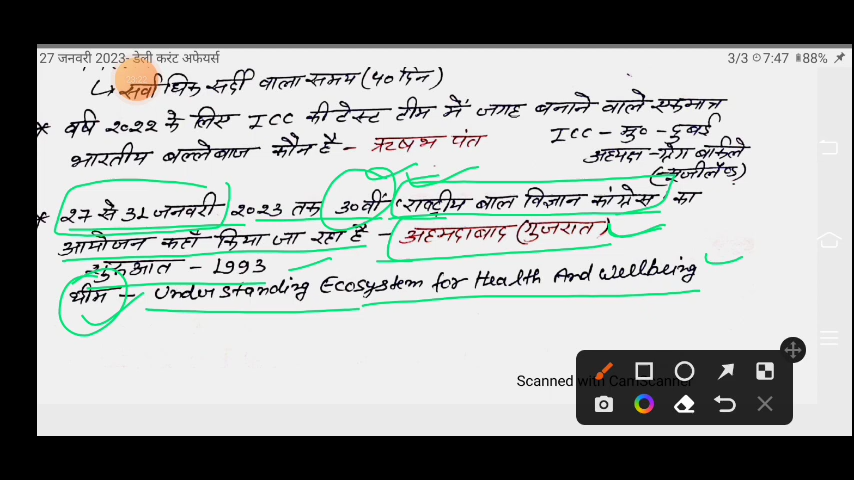 27 जनवरी 2023- डेली करंट अफेयर्स 3/3 7:47 88%
↳ सर्वाधिक सर्दी वाला समय (40 दिन)
* वर्ष 2022 के लिए ICC की टेस्ट टीम में जगह बनाने वाले एकमात्र
भारतीय बल्लेबाज कौन है - ऋषभ पंत
ICC - मु० - दुबई
अध्यक्ष - ग्रेग बार्कले
(न्यूजीलैण्ड)
* 27 से 31 जनवरी 2023 तक 30वीं 'राष्ट्रीय बाल विज्ञान कांग्रेस' का
आयोजन कहाँ किया जा रहा है - अहमदाबाद (गुजरात)
शुरुआत - 1993
थीम - Understanding Ecosystem for Health And Wellbeing
Scanned with CamScanner